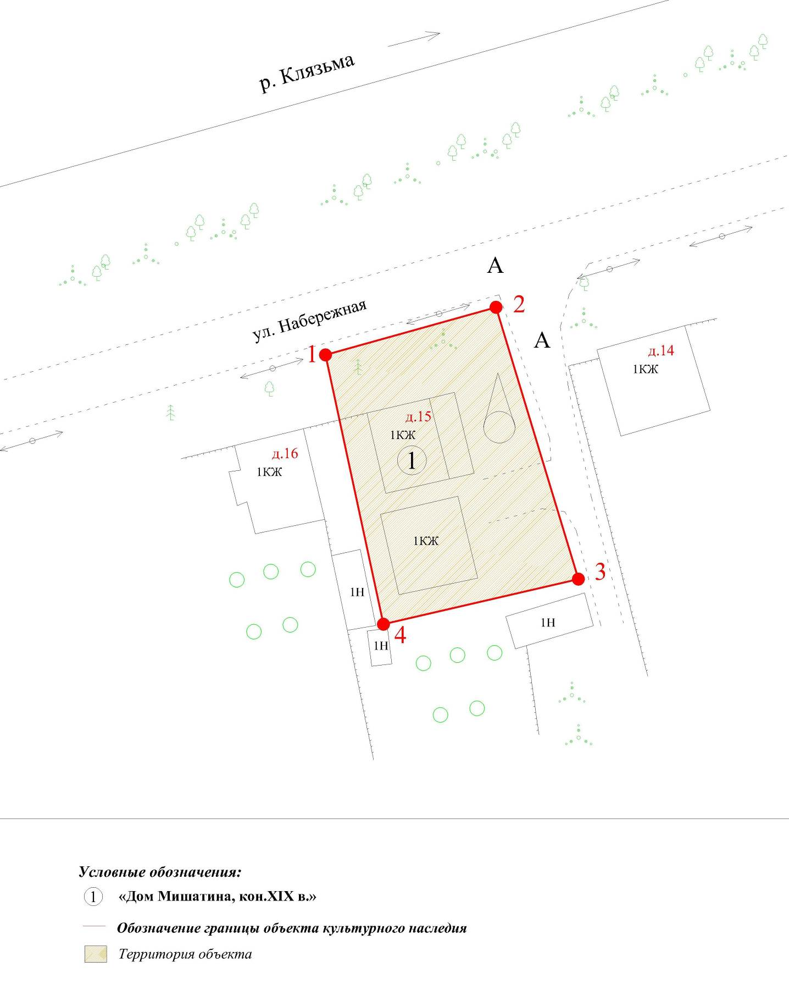 р. Клязьма
А
ул. Набережная
2
А
1
д.14
1КЖ
д.15
1КЖ
1
д.16
1КЖ
1КЖ
3
1Н
4
1Н
1Н
Условные обозначения:
1 «Дом Мишатина, кон.XIX в.»
Обозначение границы объекта культурного наследия
Территория объекта